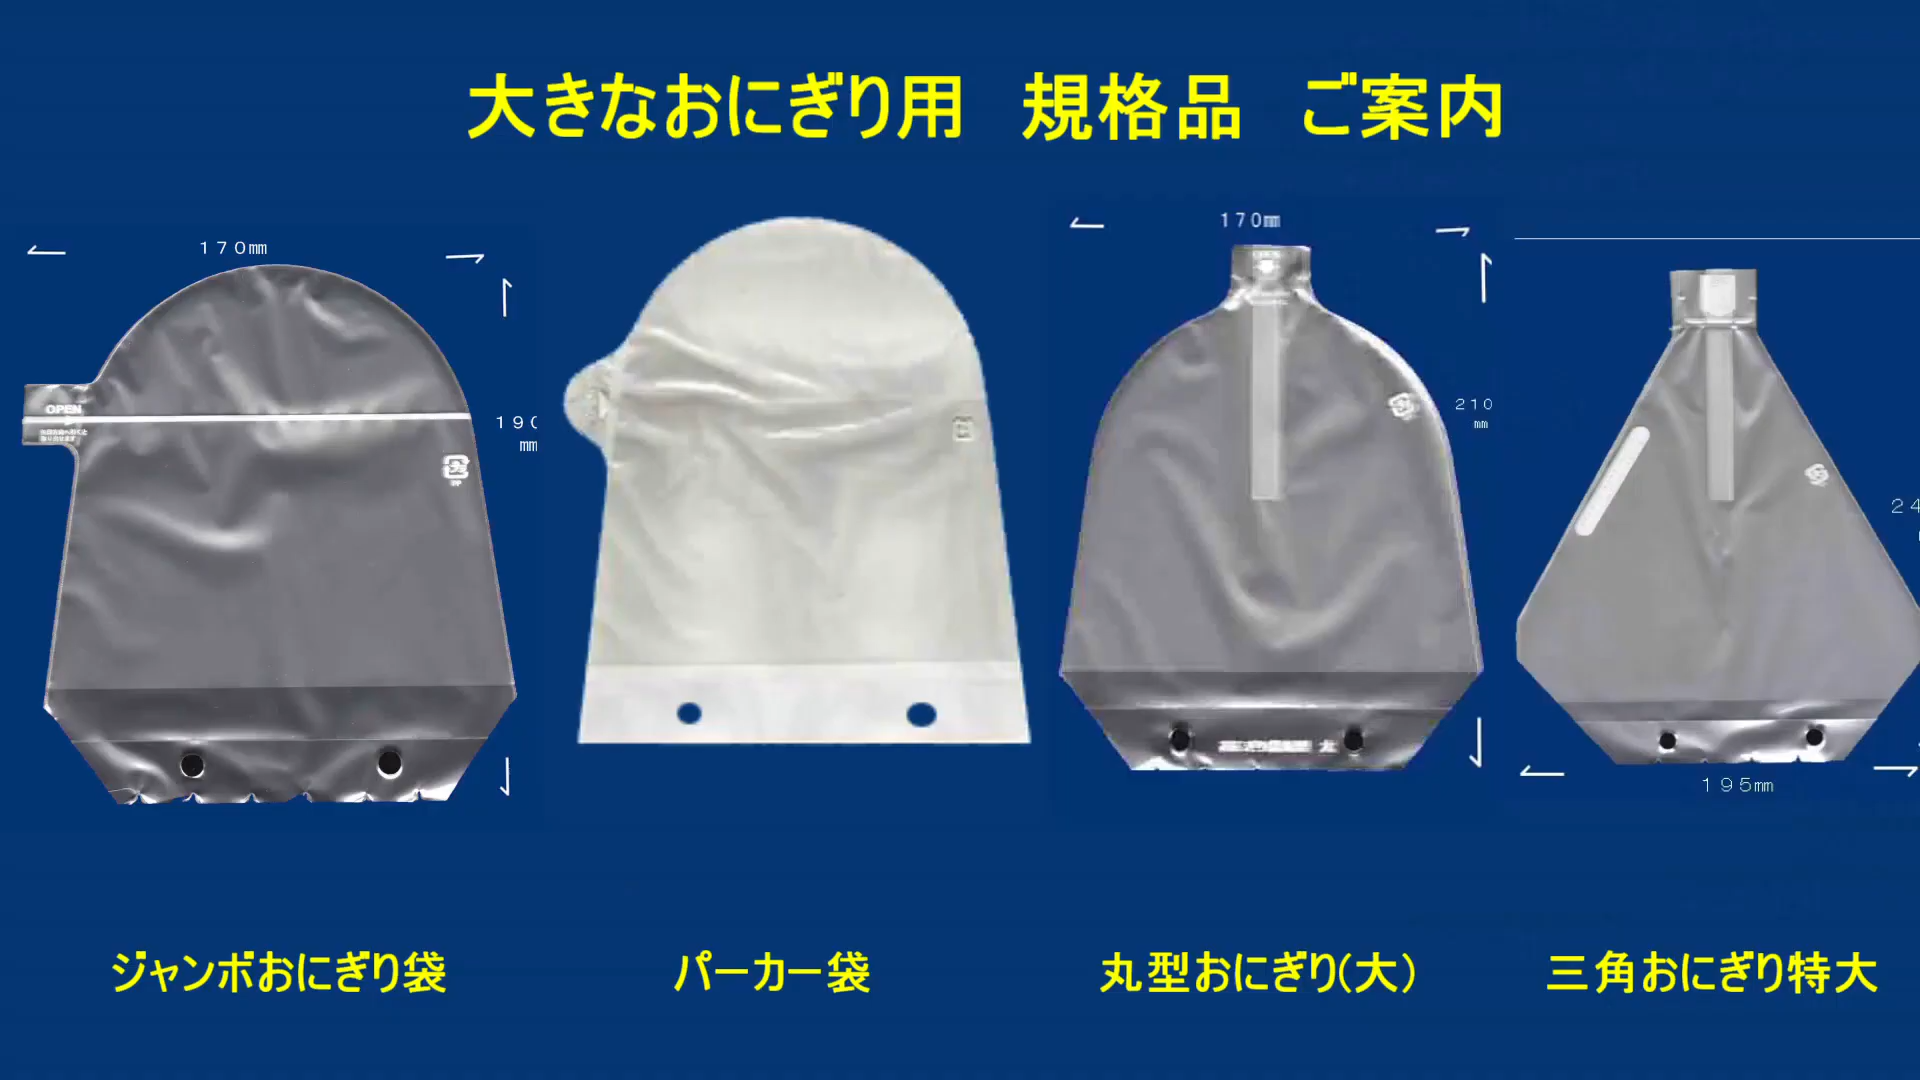 大きなおにぎり用 規格品 ご案内
170mm
190
mm
OPEN
170mm
210
mm
24
195mm
ジャンボおにぎり袋
パーカー袋
丸型おにぎり(大)
三角おにぎり特大